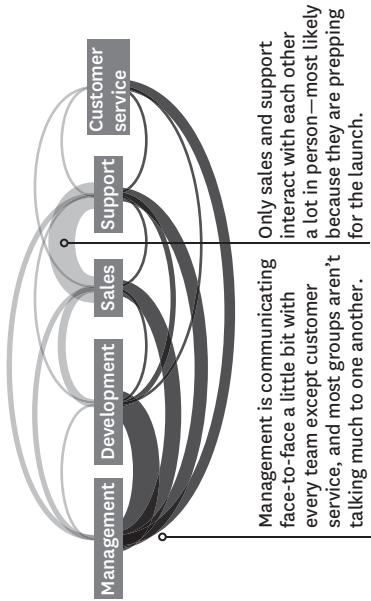 Management
Development
Sales
Support
Customer
service
Management is communicating
face-to-face a little bit with
every team except customer
service, and most groups aren’t
talking much to one another.
Only sales and support
interact with each other
a lot in person—most likely
because they are prepping
for the launch.